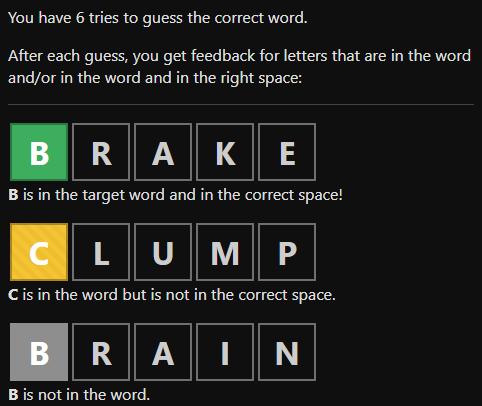 You have 6 tries to guess the correct word.
After each guess, you get feedback for letters that are in the word
and/or in the word and in the right space:
B R A K E
B is in the target word and in the correct space!
C L U M P
C is in the word but is not in the correct space.
B R A I N
B is not in the word.